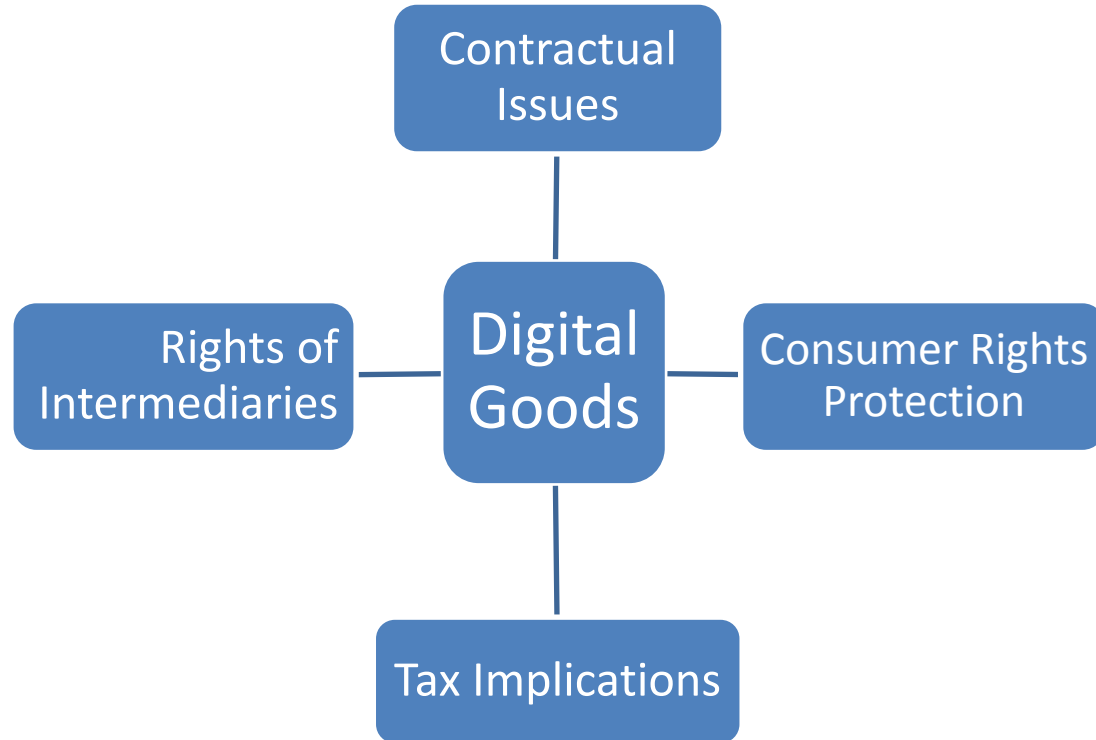 Contractual
Issues
Rights of
Intermediaries
Digital
Goods
Consumer Rights
Protection
Tax Implications